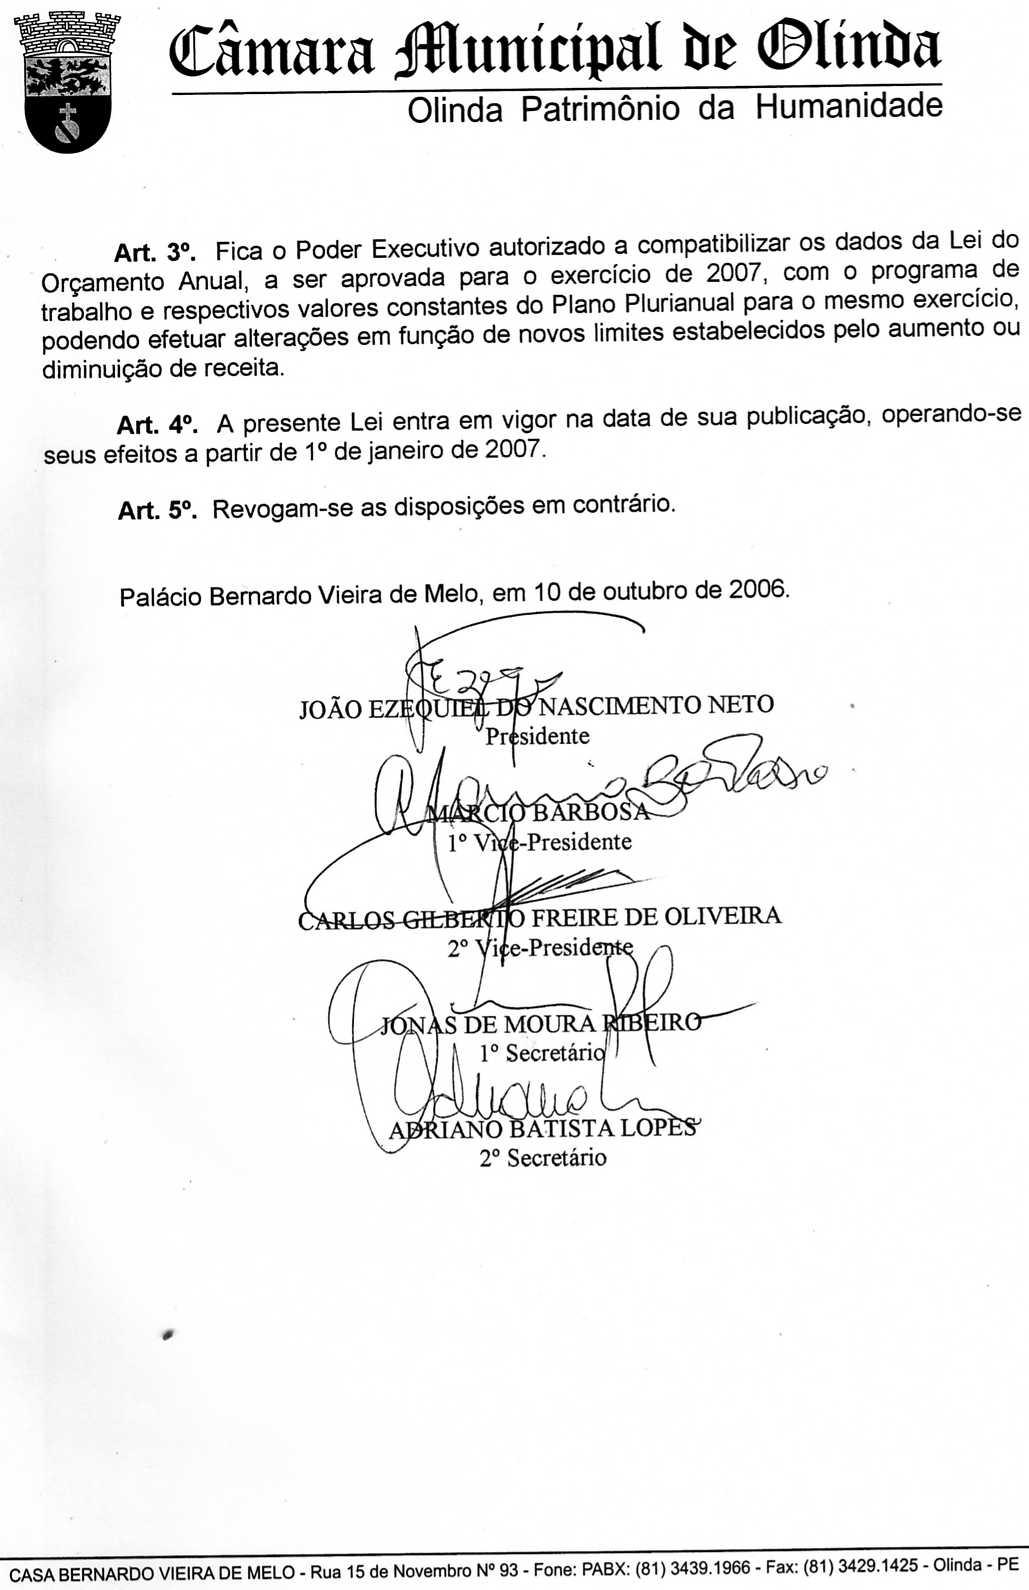 Câmara Municipal de Olinda
Olinda Patrimônio da Humanidade
Art. 3º. Fica o Poder Executivo autorizado a compatibilizar os dados da Lei do
Orçamento Anual, a ser aprovada para o exercício de 2007, com o programa de
trabalho e respectivos valores constantes do Plano Plurianual para o mesmo exercício,
podendo efetuar alterações em função de novos limites estabelecidos pelo aumento ou
diminuição de receita.
Art. 4º. A presente Lei entra em vigor na data de sua publicação, operando-se
seus efeitos a partir de 1º de janeiro de 2007.
Art. 5º. Revogam-se as disposições em contrário.
Palácio Bernardo Vieira de Melo, em 10 de outubro de 2006.
JOÃO EZEQUIEL DO NASCIMENTO NETO
Presidente
Marcio Barbosa
MÁRCIO BARBOSA
1º Vice-Presidente
CARLOS GILBERTO FREIRE DE OLIVEIRA
2º Vice-Presidente
JONAS DE MOURA RIBEIRO
1º Secretário
Adriano
ADRIANO BATISTA LOPES
2º Secretário
CASA BERNARDO VIEIRA DE MELO - Rua 15 de Novembro Nº 93 - Fone: PABX: (81) 3439.1966 - Fax: (81) 3429.1425 - Olinda - PE